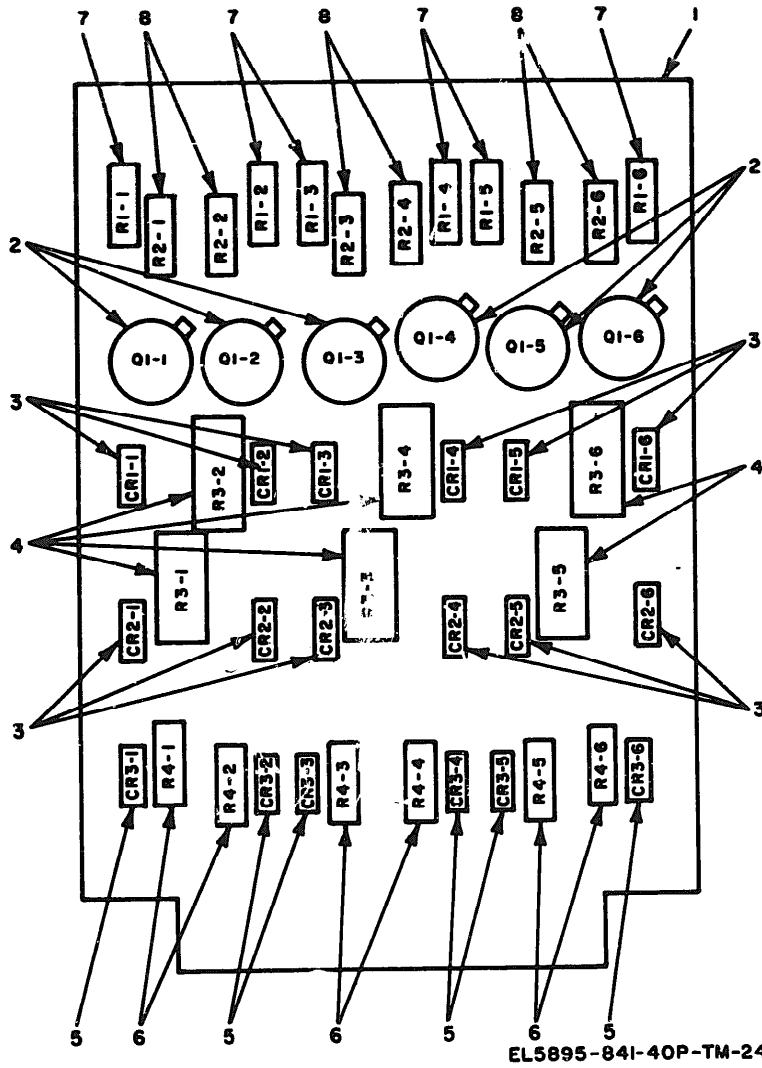 7 8 7 8 7 8 7 1
R1-1 R2-1 R2-2 R1-2 R1-3 R2-3 R2-4 R1-4 R1-5 R2-5 R2-6 R1-6
2 2
Q1-1 Q1-2 Q1-3 Q1-4 Q1-5 Q1-6
3 3
CR1-1 R3-2 CR1-2 CR1-3 R3-4 CR1-4 CR1-5 R3-6 CR1-6
4 4
R3-1 R3-5
CR2-1 CR2-2 CR2-3 CR2-4 CR2-5 CR2-6
3 3
CR3-1 R4-1 R4-2 CR3-2 CR3-3 R4-3 R4-4 CR3-4 CR3-5 R4-5 R4-6 CR3-6
5 6 5 6 5 6 5
EL5895-841-40P-TM-24